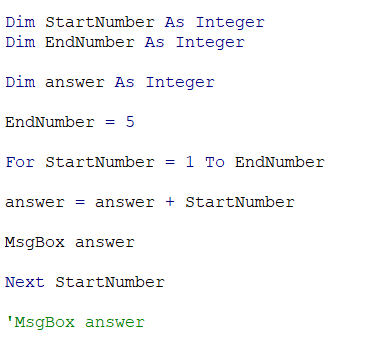 Dim StartNumber As Integer
Dim EndNumber As Integer
Dim answer As Integer
EndNumber = 5
For StartNumber = 1 To EndNumber
answer = answer + StartNumber
MsgBox answer
Next StartNumber
'MsgBox answer